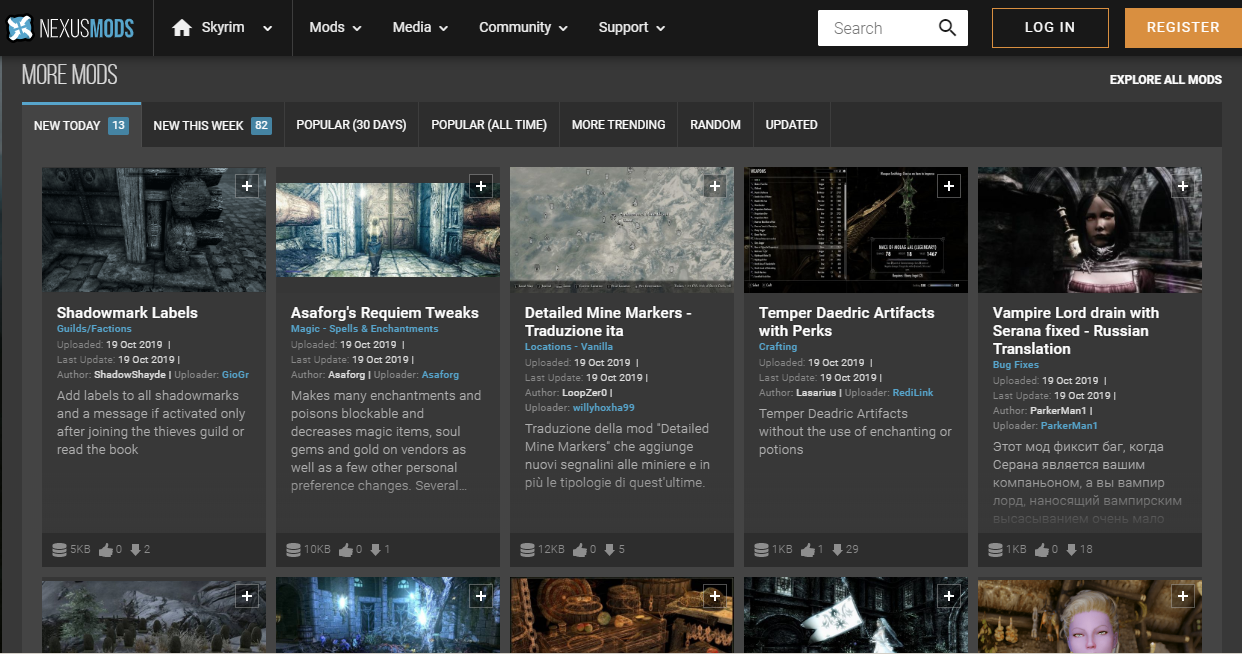 NEXUSMODS Skyrim Mods Media Community Support Search LOG IN REGISTER
MORE MODS
EXPLORE ALL MODS
NEW TODAY 13 NEW THIS WEEK 82 POPULAR (30 DAYS) POPULAR (ALL TIME) MORE TRENDING RANDOM UPDATED
Shadowmark Labels
Guilds/Factions
Uploaded: 19 Oct 2019 |
Last Update: 19 Oct 2019 |
Author: ShadowShayde | Uploader: GioGr
Add labels to all shadowmarks
and a message if activated only
after joining the thieves guild or
read the book
5KB 0 2
Asaforg's Requiem Tweaks
Magic - Spells & Enchantments
Uploaded: 19 Oct 2019 |
Last Update: 19 Oct 2019 |
Author: Asaforg | Uploader: Asaforg
Makes many enchantments and
poisons blockable and
decreases magic items, soul
gems and gold on vendors as
well as a few other personal
preference changes. Several...
10KB 0 1
Detailed Mine Markers -
Traduzione ita
Locations - Vanilla
Uploaded: 19 Oct 2019 |
Last Update: 19 Oct 2019 |
Author: LoopZer0 |
Uploader: willyhoxha99
Traduzione della mod "Detailed
Mine Markers" che aggiunge
nuovi segnalini alle miniere e in
più le tipologie di quest'ultime.
12KB 0 5
WEAPONS
MACE OF MOLAG BAL (LEGENDARY)
Temper Daedric Artifacts
with Perks
Crafting
Uploaded: 19 Oct 2019 |
Last Update: 19 Oct 2019 |
Author: Lasarius | Uploader: RediLink
Temper Deadric Artifacts
without the use of enchanting or
potions
1KB 1 29
Vampire Lord drain with
Serana fixed - Russian
Translation
Bug Fixes
Uploaded: 19 Oct 2019 |
Last Update: 19 Oct 2019 |
Author: ParkerMan1 |
Uploader: ParkerMan1
Этот мод фиксит баг, когда
Серана является вашим
компаньоном, а вы вампир
лорд, наносящий вампирским
высасыванием очень мало
1KB 0 18